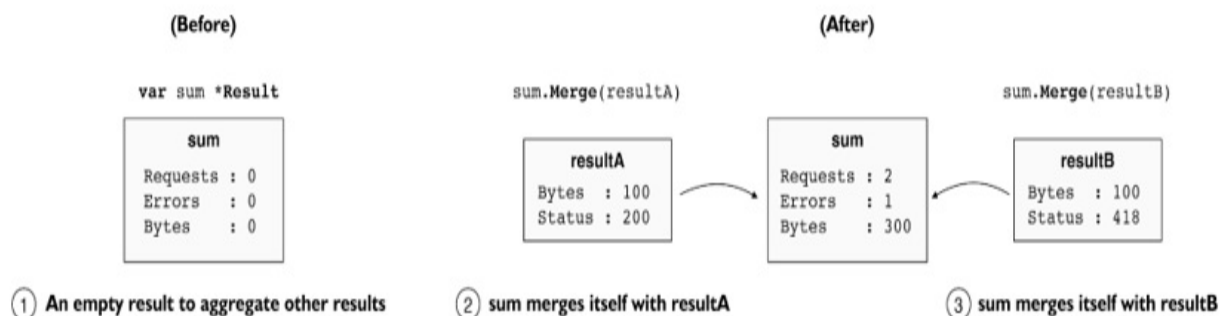 (Before)
(After)
var sum *Result
sum.Merge(resultA)
sum.Merge(resultB)
sum
Requests : 0
Errors : 0
Bytes : 0
resultA
Bytes : 100
Status : 200
sum
Requests : 2
Errors : 1
Bytes : 300
resultB
Bytes : 100
Status : 418
1 An empty result to aggregate other results
2 sum merges itself with resultA
3 sum merges itself with resultB